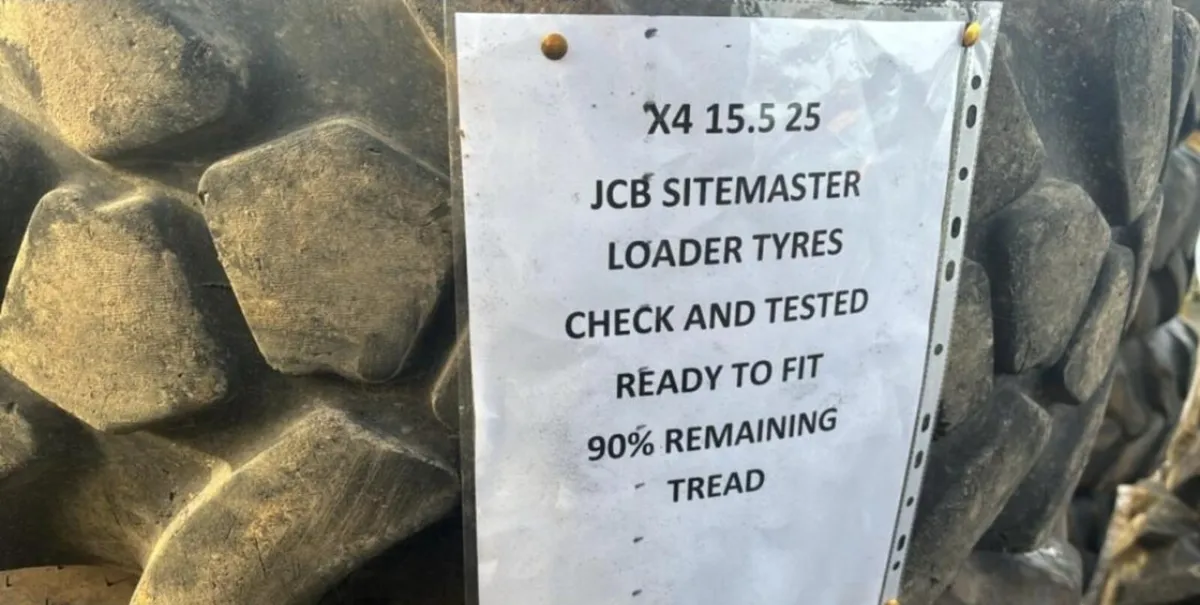 X4 15.5 25
JCB SITEMASTER
LOADER TYRES
CHECK AND TESTED
READY TO FIT
90% REMAINING
TREAD